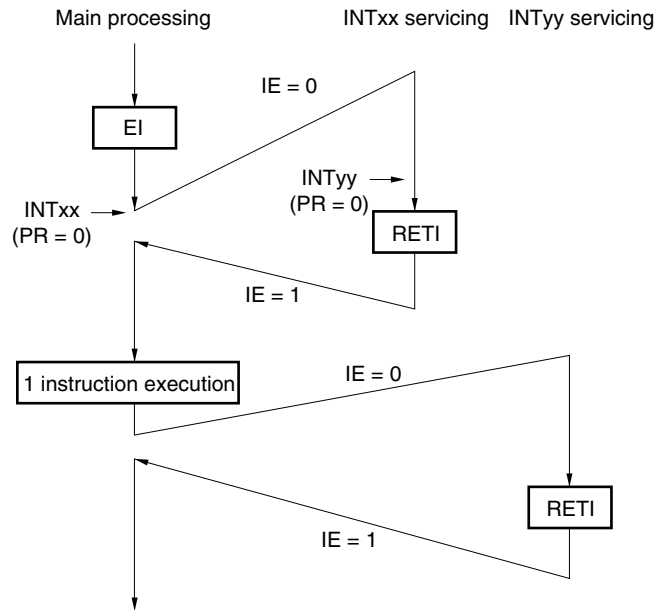 Main processing
INTxx servicing
INTyy servicing
IE = 0
EI
INTyy
(PR = 0)
INTxx
(PR = 0)
RETI
IE = 1
1 instruction execution
IE = 0
RETI
IE = 1